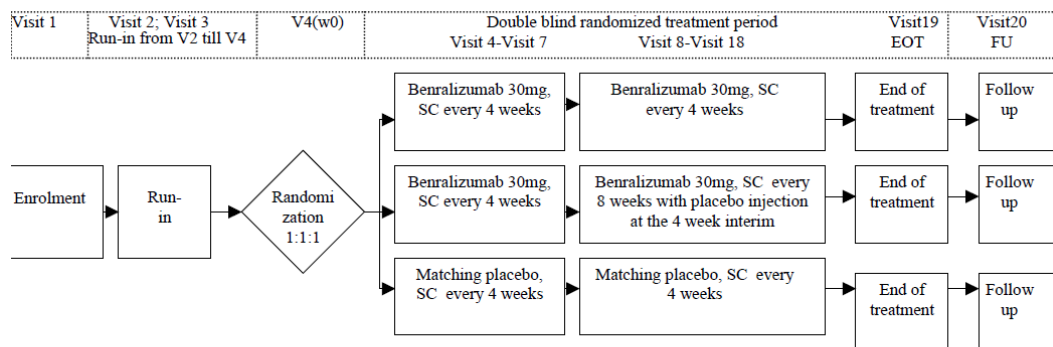 Visit 1
Visit 2; Visit 3
Run-in from V2 till V4
V4(w0)
Double blind randomized treatment period
Visit 4-Visit 7
Visit 8-Visit 18
Visit19
EOT
Visit20
FU
Enrolment
Run-
in
Randomi
zation
1:1:1
Benralizumab 30mg,
SC every 4 weeks
Benralizumab 30mg, SC
every 4 weeks
End of
treatment
Follow
up
Benralizumab 30mg,
SC every 4 weeks
Benralizumab 30mg, SC every
8 weeks with placebo injection
at the 4 week interim
End of
treatment
Follow
up
Matching placebo,
SC every 4 weeks
Matching placebo, SC every
4 weeks
End of
treatment
Follow
up